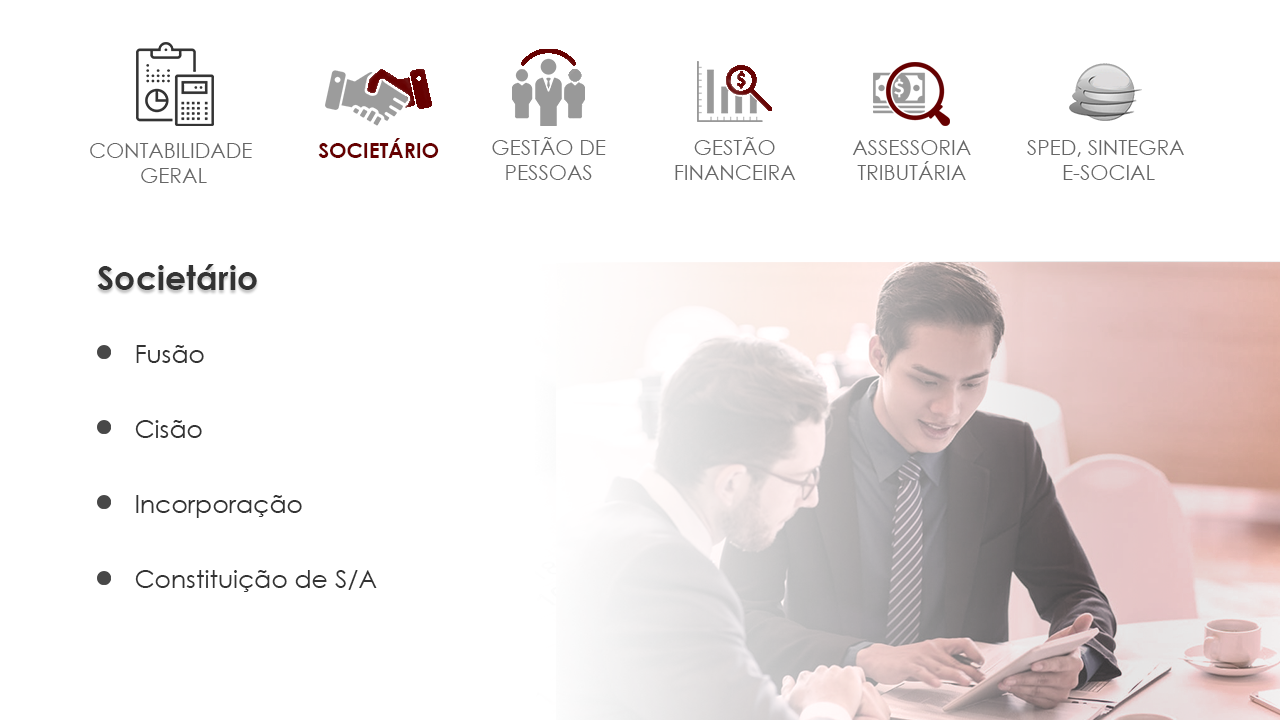 CONTABILIDADE
GERAL
SOCIETÁRIO
GESTÃO DE
PESSOAS
GESTÃO
FINANCEIRA
ASSESSORIA
TRIBUTÁRIA
SPED, SINTEGRA
E-SOCIAL
Societário
Fusão
Cisão
Incorporação
Constituição de S/A